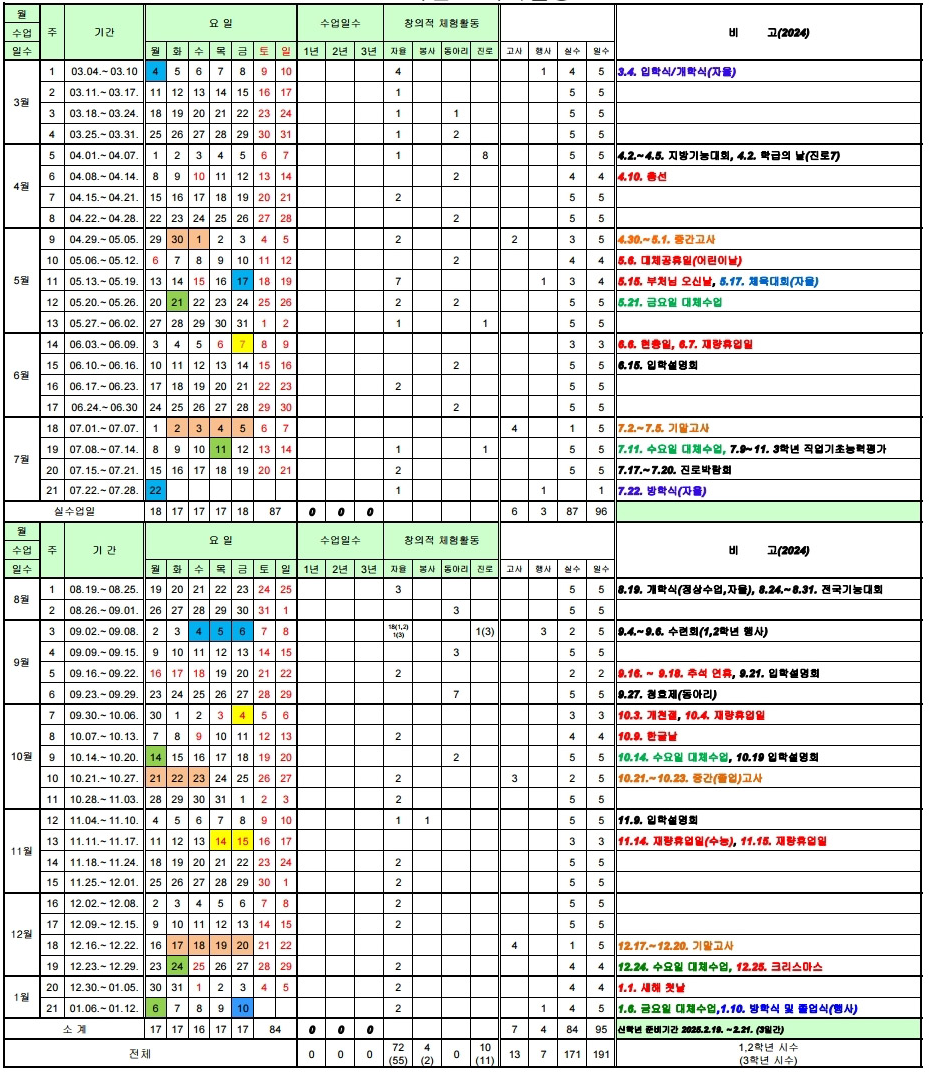 월 주 기간 요 일 수업일수 창의적 체험활동 비 고(2024)
수업
일수 월 화 수 목 금 토 일 1년 2년 3년 자율 봉사 동아리 진로 고사 행사 실수 일수
3월
1 03.04.~ 03.10 4 5 6 7 8 9 10 4 1 4 5 3.4. 입학식/개학식(자율)
2 03.11.~ 03.17. 11 12 13 14 15 16 17 1 5 5
3 03.18.~ 03.24. 18 19 20 21 22 23 24 1 1 5 5
4 03.25.~ 03.31. 25 26 27 28 29 30 31 1 2 5 5
4월
5 04.01.~ 04.07. 1 2 3 4 5 6 7 1 8 5 5 4.2.~4.5. 지방기능대회, 4.2. 학급의 날(진로7)
6 04.08.~ 04.14. 8 9 10 11 12 13 14 2 4 4 4.10. 총선
7 04.15.~ 04.21. 15 16 17 18 19 20 21 2 5 5
8 04.22.~ 04.28. 22 23 24 25 26 27 28 2 5 5
5월
9 04.29.~ 05.05. 29 30 1 2 3 4 5 2 2 3 5 4.30.~5.1. 중간고사
10 05.06.~ 05.12. 6 7 8 9 10 11 12 2 4 4 5.6. 대체공휴일(어린이날)
11 05.13.~ 05.19. 13 14 15 16 17 18 19 7 1 3 4 5.15. 부처님 오신날, 5.17. 체육대회(자율)
12 05.20.~ 05.26. 20 21 22 23 24 25 26 2 2 5 5 5.21. 금요일 대체수업
13 05.27.~ 06.02. 27 28 29 30 31 1 2 1 1 5 5
6월
14 06.03.~ 06.09. 3 4 5 6 7 8 9 3 3 6.6. 현충일, 6.7. 재량휴업일
15 06.10.~ 06.16. 10 11 12 13 14 15 16 2 5 5 6.15. 입학설명회
16 06.17.~ 06.23. 17 18 19 20 21 22 23 2 5 5
17 06.24.~ 06.30 24 25 26 27 28 29 30 2 5 5
7월
18 07.01.~ 07.07. 1 2 3 4 5 6 7 4 1 5 7.2.~7.5. 기말고사
19 07.08.~ 07.14. 8 9 10 11 12 13 14 1 1 5 5 7.11. 수요일 대체수업, 7.9~11. 3학년 직업기초능력평가
20 07.15.~ 07.21. 15 16 17 18 19 20 21 2 5 5 7.17.~7.20. 진로박람회
21 07.22.~ 07.28. 22 1 1 1 7.22. 방학식(자율)
실수업일 18 17 17 17 18 87 0 0 0 6 3 87 96
월 주 기 간 요 일 수업일수 창의적 체험활동 비 고(2024)
수업
일수 월 화 수 목 금 토 일 1년 2년 3년 자율 봉사 동아리 진로 고사 행사 실수 일수
8월
1 08.19.~ 08.25. 19 20 21 22 23 24 25 3 5 5 8.19. 개학식(정상수업,자율), 8.24.~8.31. 전국기능대회
2 08.26.~ 09.01. 26 27 28 29 30 31 1 3 5 5
9월
3 09.02.~ 09.08. 2 3 4 5 6 7 8 18(1,2) 1(3) 1(3) 3 2 5 9.4.~9.6. 수련회(1,2학년 행사)
4 09.09.~ 09.15. 9 10 11 12 13 14 15 3 5 5
5 09.16.~ 09.22. 16 17 18 19 20 21 22 2 2 2 9.16. ~ 9.18. 추석 연휴, 9.21. 입학설명회
6 09.23.~ 09.29. 23 24 25 26 27 28 29 7 5 5 9.27. 청호제(동아리)
10월
7 09.30.~ 10.06. 30 1 2 3 4 5 6 3 3 10.3. 개천절, 10.4. 재량휴업일
8 10.07.~ 10.13. 7 8 9 10 11 12 13 2 4 4 10.9. 한글날
9 10.14.~ 10.20. 14 15 16 17 18 19 20 2 5 5 10.14. 수요일 대체수업, 10.19 입학설명회
10 10.21.~ 10.27. 21 22 23 24 25 26 27 2 3 2 5 10.21.~10.23. 중간(졸업)고사
11 10.28.~ 11.03. 28 29 30 31 1 2 3 2 5 5
11월
12 11.04.~ 11.10. 4 5 6 7 8 9 10 1 1 5 5 11.9. 입학설명회
13 11.11.~ 11.17. 11 12 13 14 15 16 17 3 3 11.14. 재량휴업일(수능), 11.15. 재량휴업일
14 11.18.~ 11.24. 18 19 20 21 22 23 24 2 5 5
15 11.25.~ 12.01. 25 26 27 28 29 30 1 2 5 5
12월
16 12.02.~ 12.08. 2 3 4 5 6 7 8 2 5 5
17 12.09.~ 12.15. 9 10 11 12 13 14 15 2 5 5
18 12.16.~ 12.22. 16 17 18 19 20 21 22 4 1 5 12.17.~12.20. 기말고사
19 12.23.~ 12.29. 23 24 25 26 27 28 29 2 4 4 12.24. 수요일 대체수업, 12.25. 크리스마스
1월
20 12.30.~ 01.05. 30 31 1 2 3 4 5 2 4 4 1.1. 새해 첫날
21 01.06.~ 01.12. 6 7 8 9 10 2 1 4 5 1.6. 금요일 대체수업,1.10. 방학식 및 졸업식(행사)
소 계 17 17 16 17 17 84 0 0 0 7 4 84 95 신학년 준비기간 2025.2.19. ~2.21. (3일간)
전체 0 0 0 72 (55) 4 (2) 0 10 (11) 13 7 171 191 1,2학년 시수
(3학년 시수)